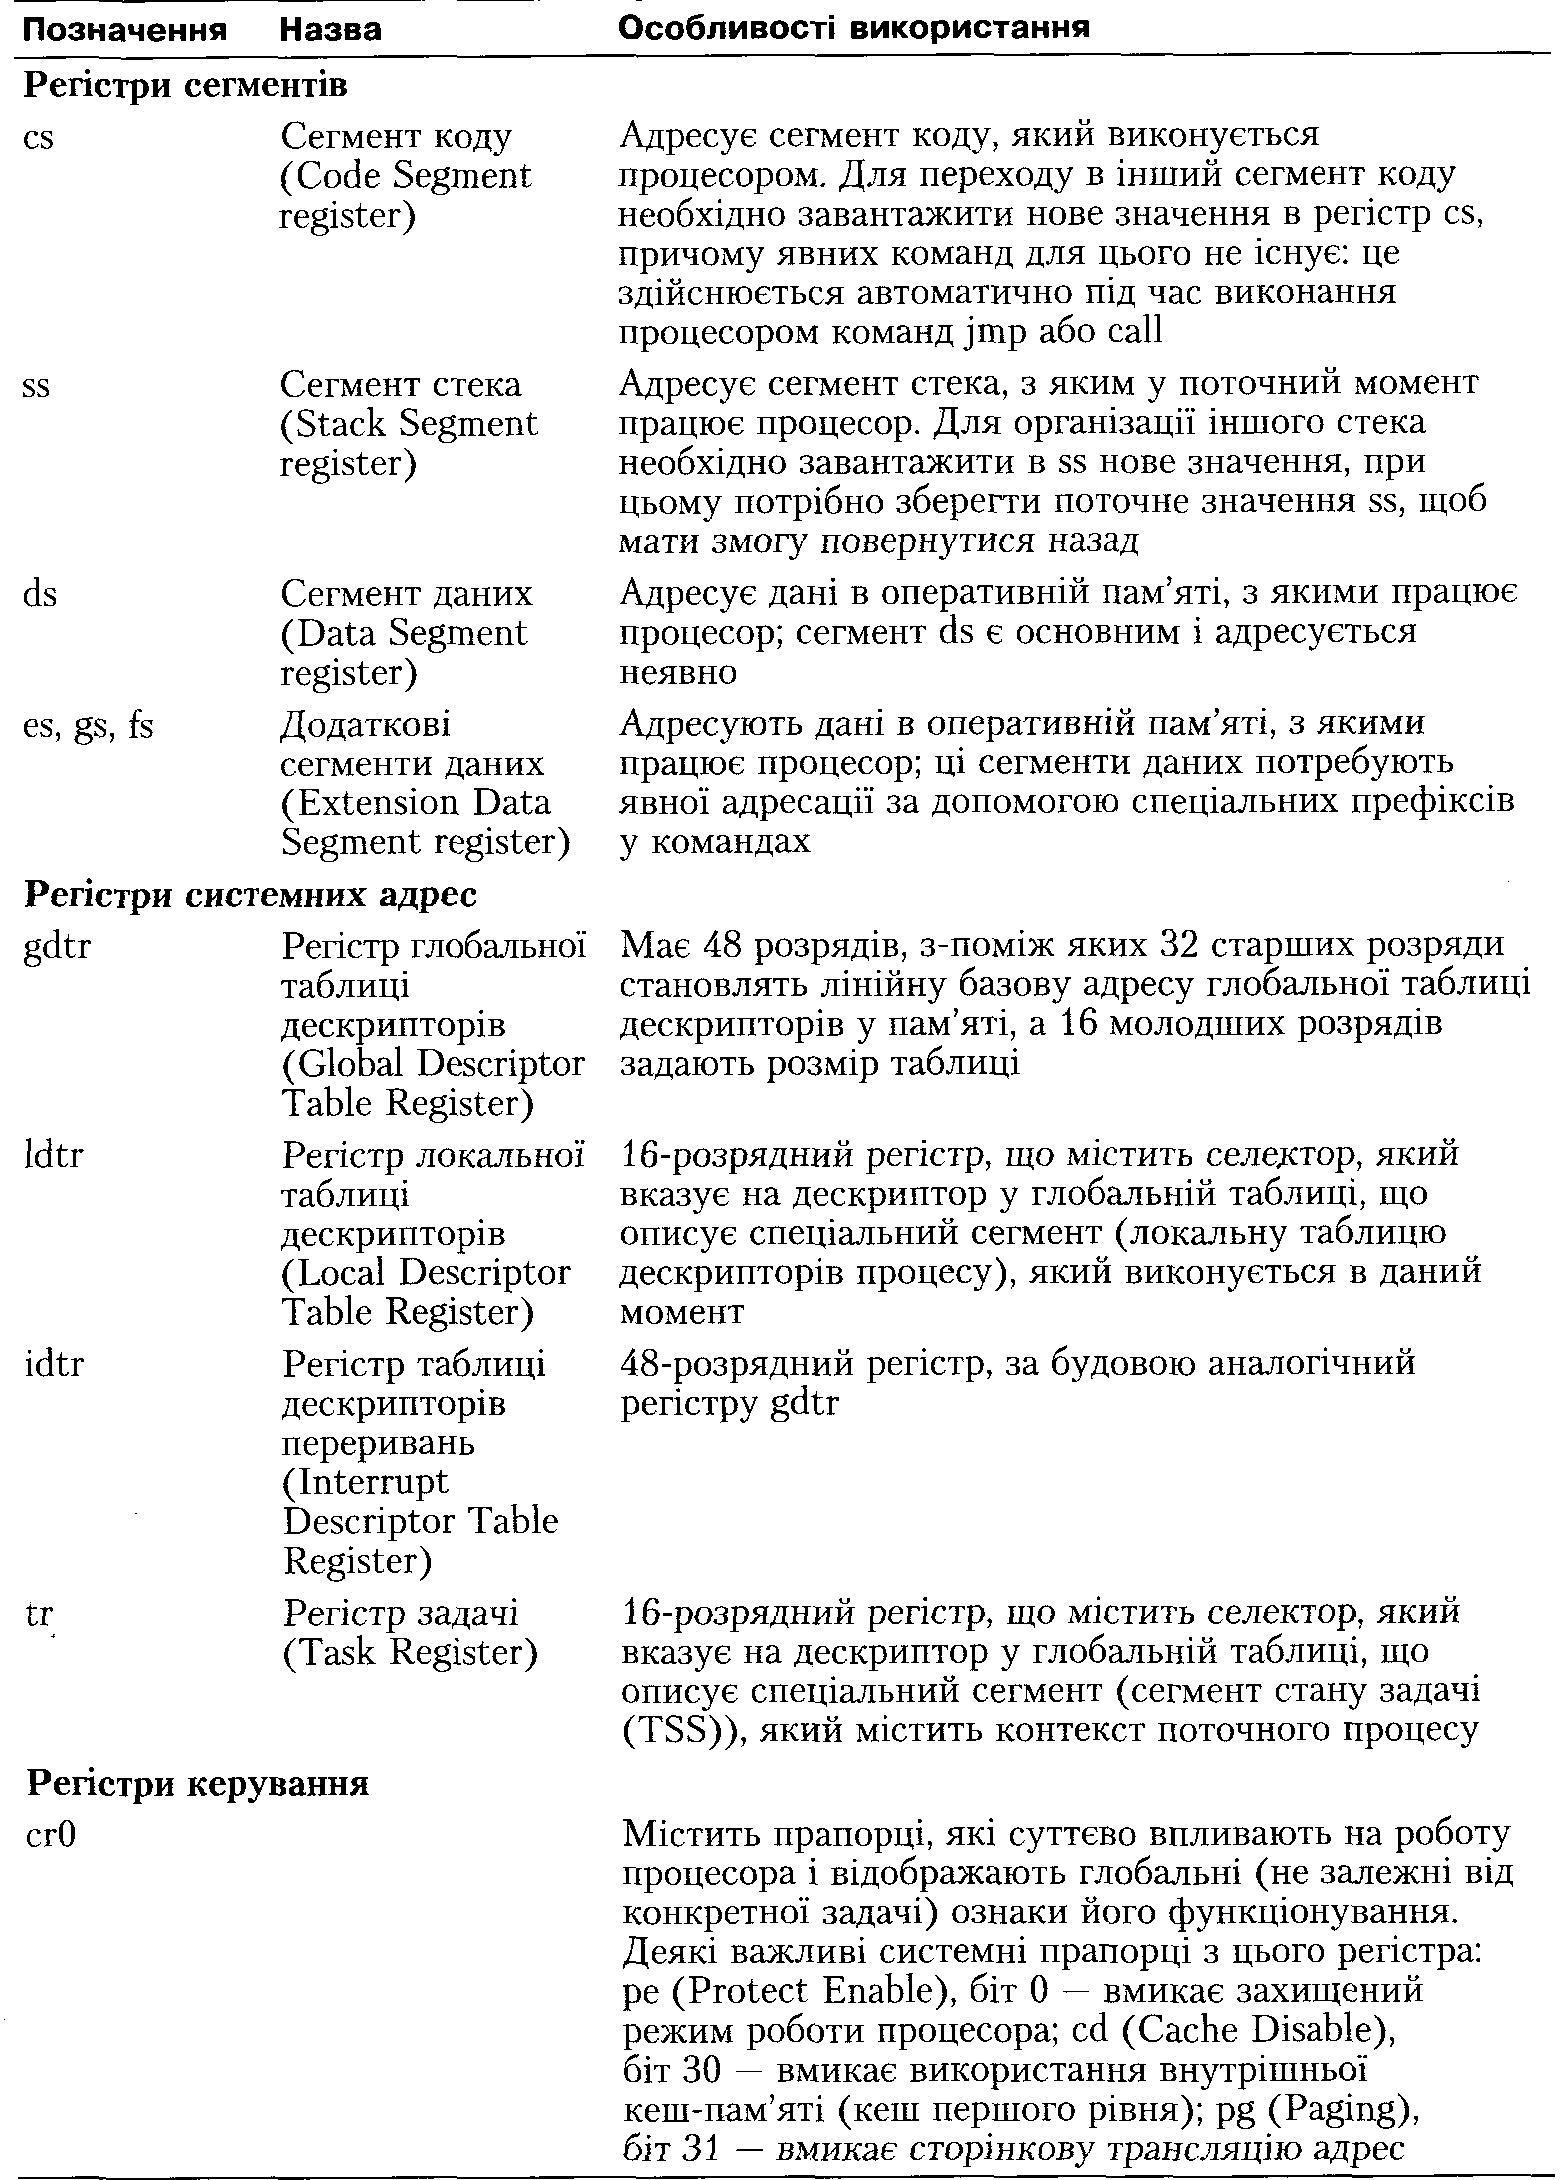 Позначення Назва Особливості використання
Регістри сегментів
cs Сегмент коду Адресує сегмент коду, який виконується
(Code Segment процесором. Для переходу в інший сегмент коду
register) необхідно завантажити нове значення в регістр cs,
причому явних команд для цього не існує: це
здійснюється автоматично під час виконання
процесором команд jmp або call
ss Сегмент стека Адресує сегмент стека, з яким у поточний момент
(Stack Segment працює процесор. Для організації іншого стека
register) необхідно завантажити в ss нове значення, при
цьому потрібно зберегти поточне значення ss, щоб
мати змогу повернутися назад
ds Сегмент даних Адресує дані в оперативній пам’яті, з якими працює
(Data Segment процесор; сегмент ds є основним і адресується
register) неявно
es, gs, fs Додаткові Адресують дані в оперативній пам’яті, з якими
сегменти даних працює процесор; ці сегменти даних потребують
(Extension Data явної адресації за допомогою спеціальних префіксів
Segment register) у командах
Регістри системних адрес
gdtr Регістр глобальної Має 48 розрядів, з-поміж яких 32 старших розряди
таблиці становлять лінійну базову адресу глобальної таблиці
дескрипторів дескрипторів у пам’яті, а 16 молодших розрядів
(Global Descriptor задають розмір таблиці
Table Register)
ldtr Регістр локальної 16-розрядний регістр, що містить селектор, який
таблиці вказує на дескриптор у глобальній таблиці, що
дескрипторів описує спеціальний сегмент (локальну таблицю
(Local Descriptor дескрипторів процесу), який виконується в даний
Table Register) момент
idtr Регістр таблиці 48-розрядний регістр, за будовою аналогічний
дескрипторів регістру gdtr
переривань
(Interrupt
Descriptor Table
Register)
tr Регістр задачі 16-розрядний регістр, що містить селектор, який
(Task Register) вказує на дескриптор у глобальній таблиці, що
описує спеціальний сегмент (сегмент стану задачі
(TSS)), який містить контекст поточного процесу
Регістри керування
cr0 Містить прапорці, які суттєво впливають на роботу
процесора і відображають глобальні (не залежні від
конкретної задачі) ознаки його функціонування.
Деякі важливі системні прапорці з цього регістра:
pe (Protect Enable), біт 0 — вмикає захищений
режим роботи процесора; cd (Cache Disable),
біт 30 — вмикає використання внутрішньої
кеш-пам’яті (кеш першого рівня); pg (Paging),
біт 31 — вмикає сторінкову трансляцію адрес